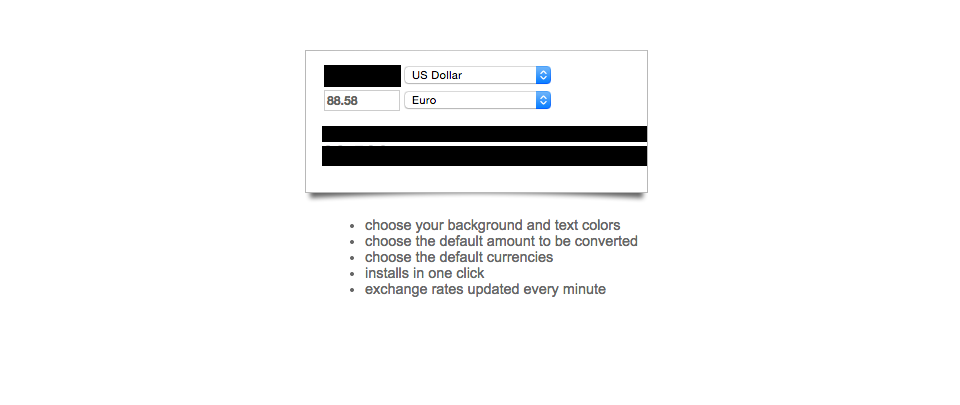 US Dollar
88.58 Euro
choose your background and text colors
choose the default amount to be converted
choose the default currencies
installs in one click
exchange rates updated every minute